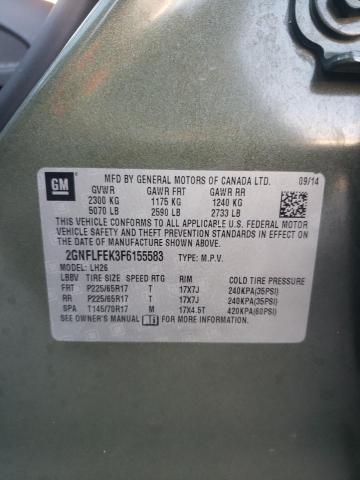 GM
MFD BY GENERAL MOTORS OF CANADA LTD. 09/14
GVWR GAWR FRT GAWR RR
2300 KG 1175 KG 1240 KG
5070 LB 2590 LB 2733 LB
THIS VEHICLE CONFORMS TO ALL APPLICABLE U.S. FEDERAL MOTOR
VEHICLE SAFETY AND THEFT PREVENTION STANDARDS IN EFFECT
ON THE DATE OF MANUFACTURE SHOWN ABOVE.
2GNFLFEK3F6155583 TYPE: M.P.V.
MODEL: LH26
LBBV TIRE SIZE SPEED RTG RIM COLD TIRE PRESSURE
FRT P225/65R17 T 17X7J 240KPA(35PSI)
RR P225/65R17 T 17X7J 240KPA(35PSI)
SPA T145/70R17 M 17X4.5T 420KPA(60PSI)
SEE OWNER'S MANUAL FOR MORE INFORMATION.